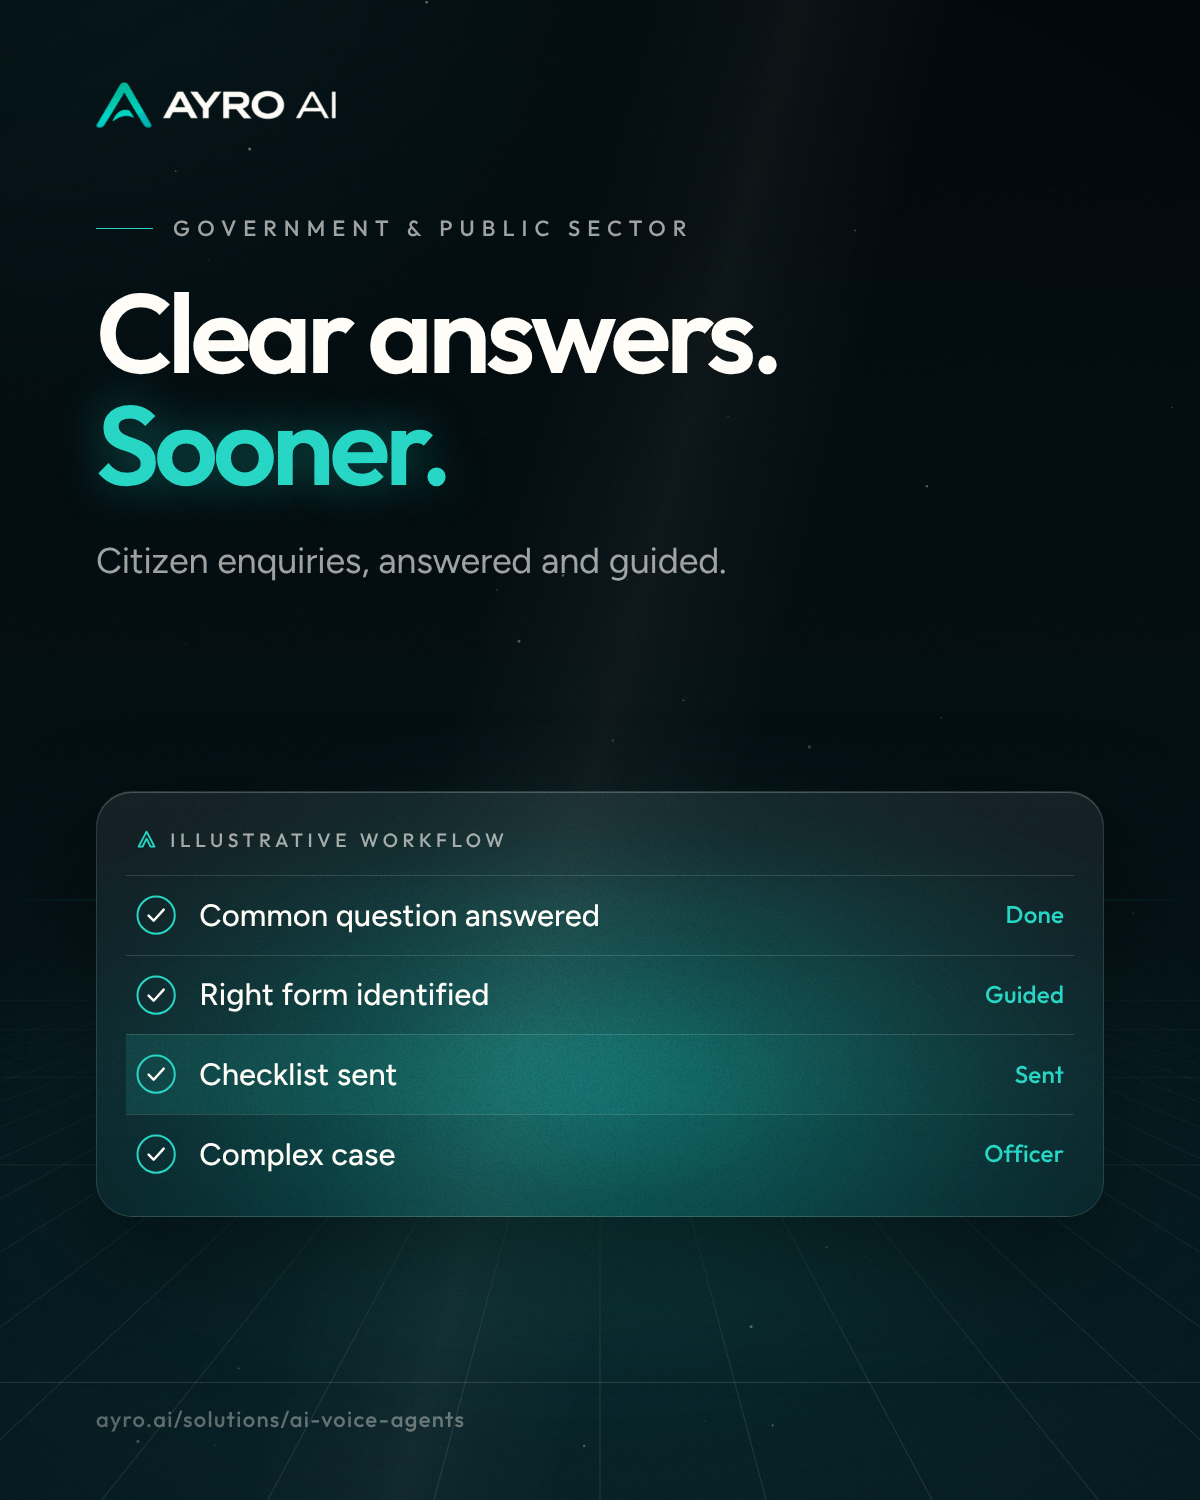 AYRO AI
GOVERNMENT & PUBLIC SECTOR
Clear answers.
Sooner.
Citizen enquiries, answered and guided.
ILLUSTRATIVE WORKFLOW
Common question answered Done
Right form identified Guided
Checklist sent Sent
Complex case Officer
ayro.ai/solutions/ai-voice-agents